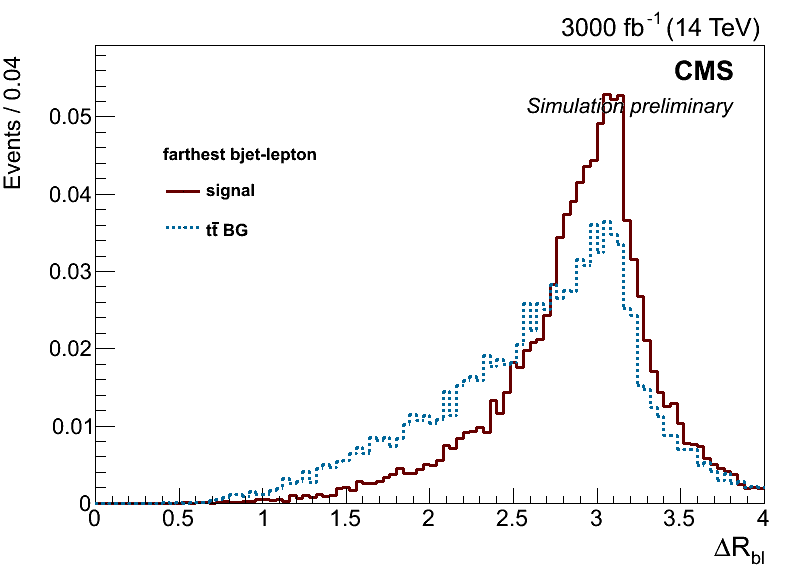 3000 fb⁻¹ (14 TeV)
CMS
Simulation preliminary
Events / 0.04
farthest bjet-lepton
signal
tt̄ BG
0.05
0.04
0.03
0.02
0.01
0
0 0.5 1 1.5 2 2.5 3 3.5 4
ΔR_bl